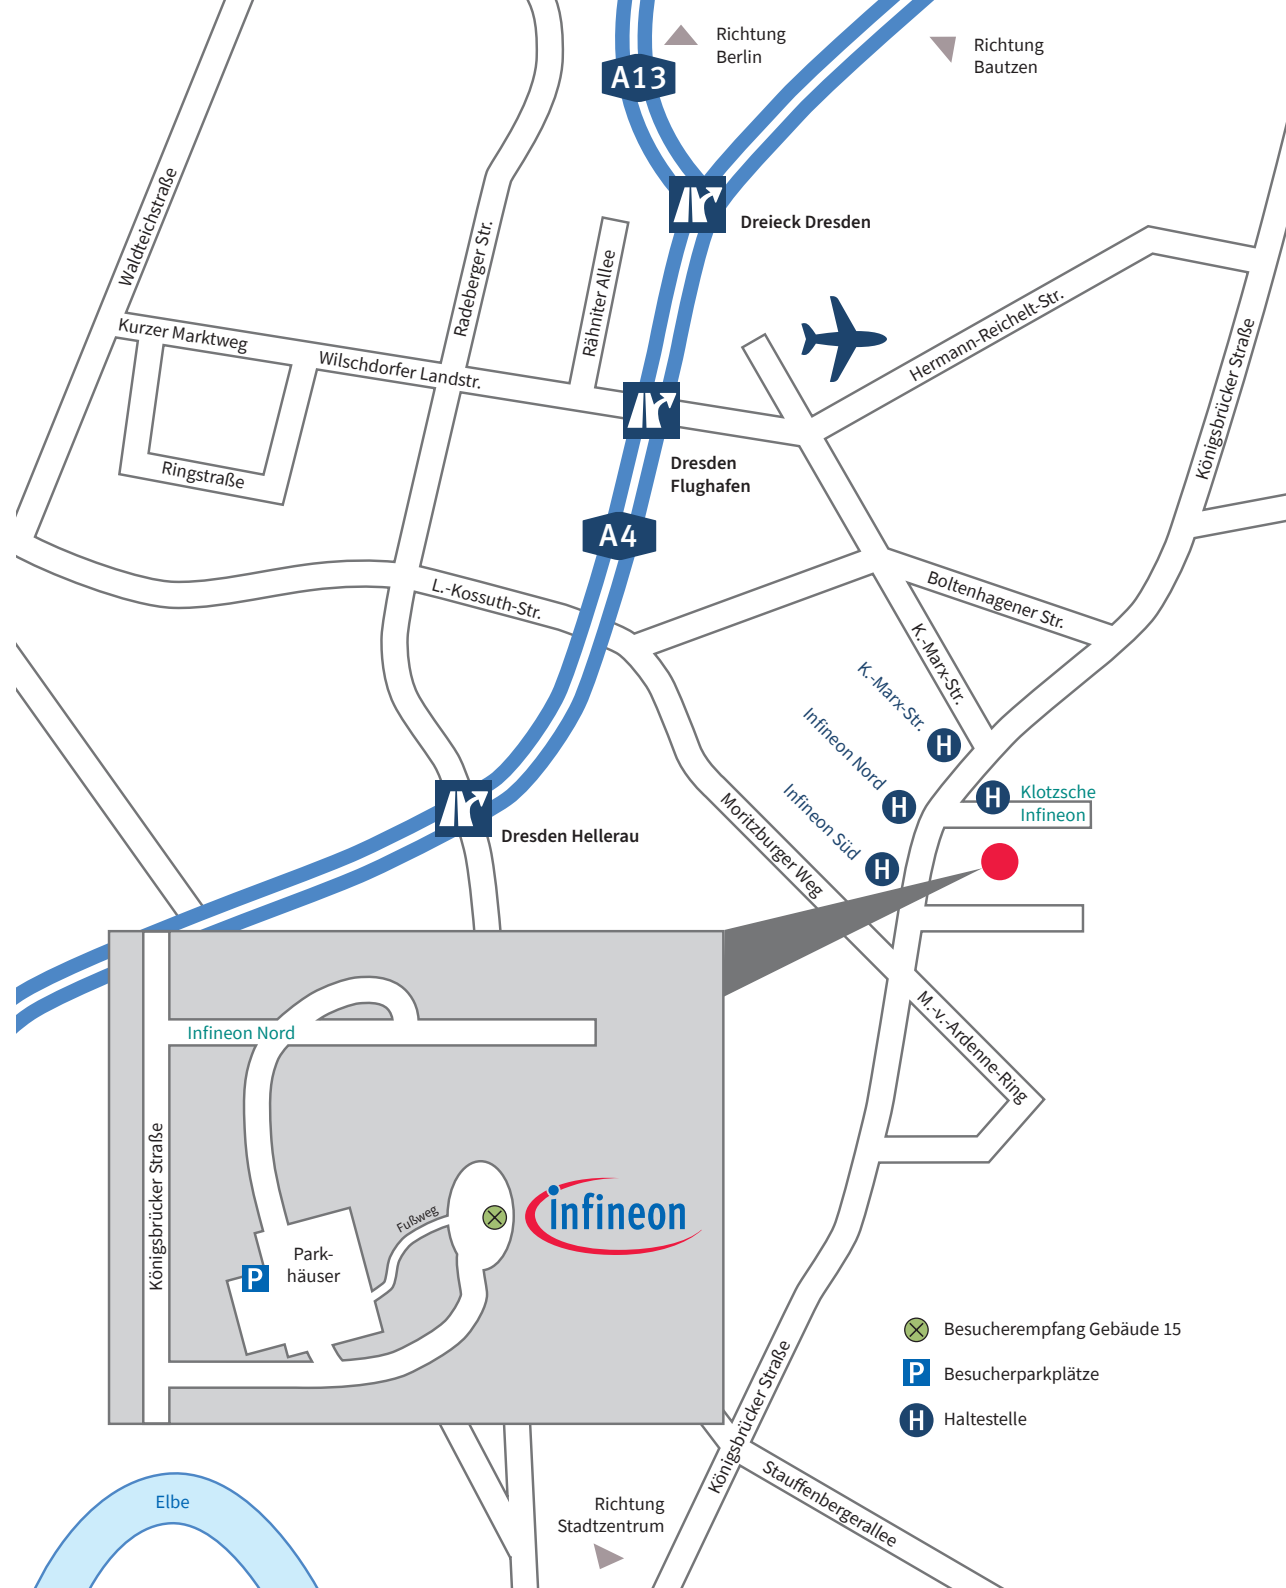 Richtung
Berlin
Richtung
Bautzen
A13
Dreieck Dresden
Waldteichstraße
Radeberger Str.
Rähniter Allee
Kurzer Marktweg
Wilschdorfer Landstr.
Hermann-Reichelt-Str.
Königsbrücker Straße
Ringstraße
Dresden
Flughafen
A4
L.-Kossuth-Str.
Boltenhagener Str.
K.-Marx-Str.
K.-Marx-Str.
H
Infineon Nord
H
Infineon Süd
H
H
Klotzsche
Infineon
Moritzburger Weg
Dresden Hellerau
M.-v.-Ardenne-Ring
Infineon Nord
Königsbrücker Straße
Fußweg
infineon
Park-
häuser
P
Besucherempfang Gebäude 15
P
Besucherparkplätze
H
Haltestelle
Königsbrücker Straße
Stauffenbergerallee
Elbe
Richtung
Stadtzentrum